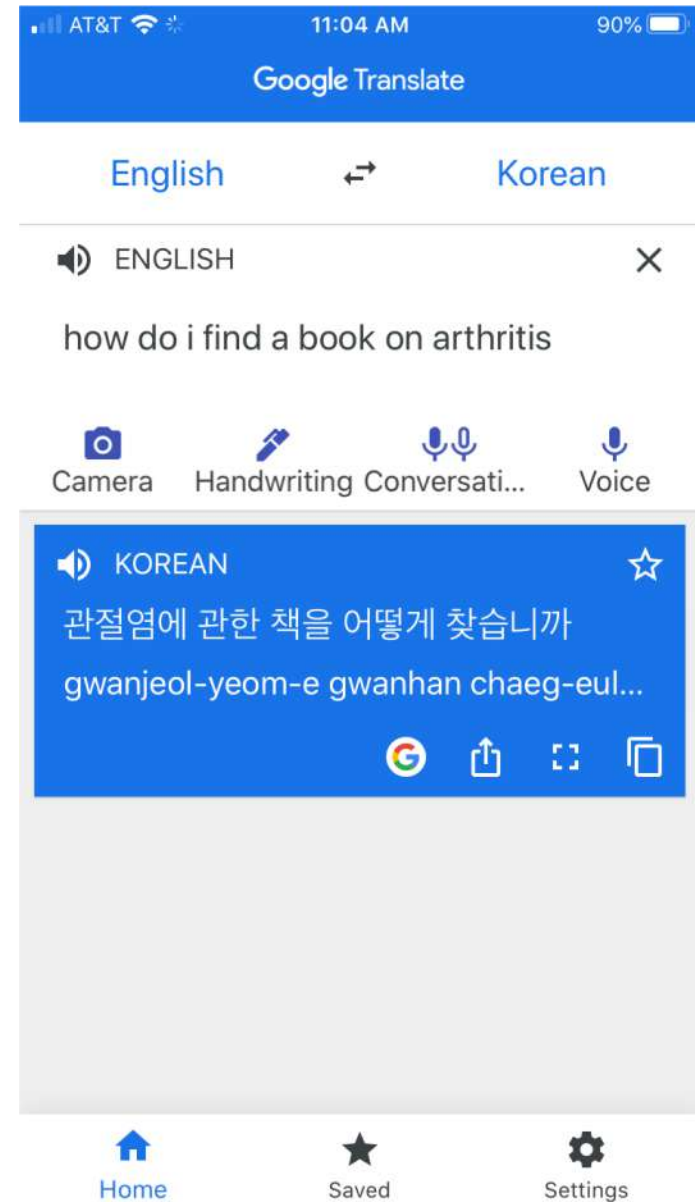 AT&T 11:04 AM 90%
Google Translate
English Korean
ENGLISH
how do i find a book on arthritis
Camera Handwriting Conversati... Voice
KOREAN
관절염에 관한 책을 어떻게 찾습니까
gwanjeol-yeom-e gwanhan chaeg-eul...
G
Home Saved Settings